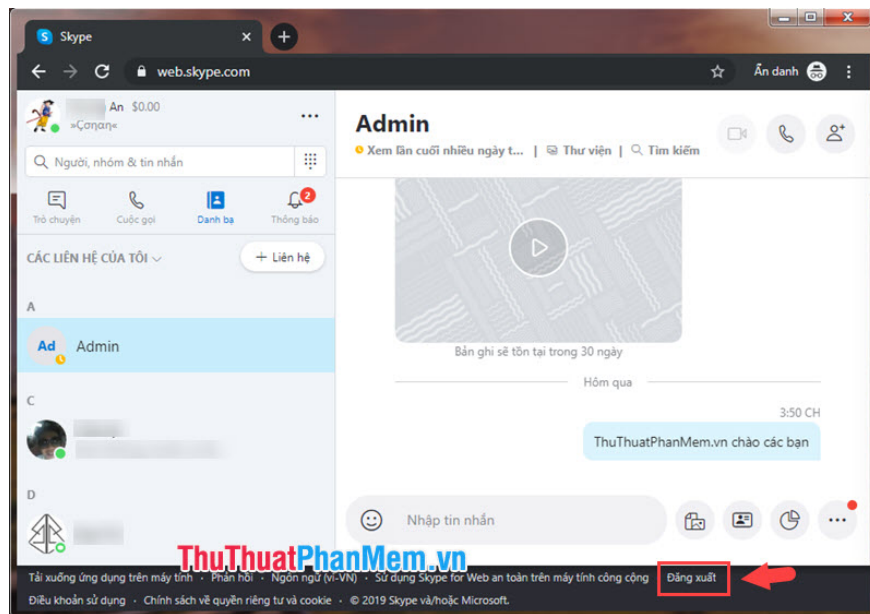 Skype
web.skype.com
Ẩn danh
An $0.00
»Çonąn«
Người, nhóm & tin nhắn
Trò chuyện
Cuộc gọi
Danh bạ
Thông báo
2
CÁC LIÊN HỆ CỦA TÔI
Liên hệ
A
Ad
Admin
C
D
Admin
Xem lần cuối nhiều ngày t... | Thư viện | Tìm kiếm
Bản ghi sẽ tồn tại trong 30 ngày
Hôm qua
3:50 CH
ThuThuatPhanMem.vn chào các bạn
Nhập tin nhắn
ThuThuatPhanMem.vn
Tải xuống ứng dụng trên máy tính · Phản hồi · Ngôn ngữ (vi-VN) · Sử dụng Skype for Web an toàn trên máy tính công cộng Đăng xuất
Điều khoản sử dụng · Chính sách về quyền riêng tư và cookie · © 2019 Skype và/hoặc Microsoft.